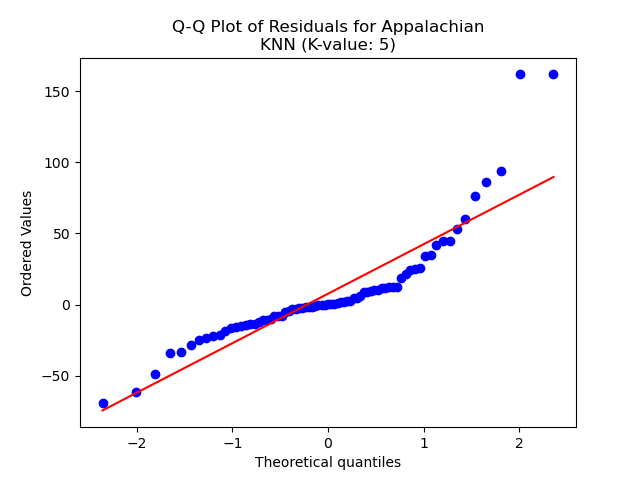 Q-Q Plot of Residuals for Appalachian
KNN (K-value: 5)
150
100
50
0
−50
Ordered Values
−2
−1
0
1
2
Theoretical quantiles